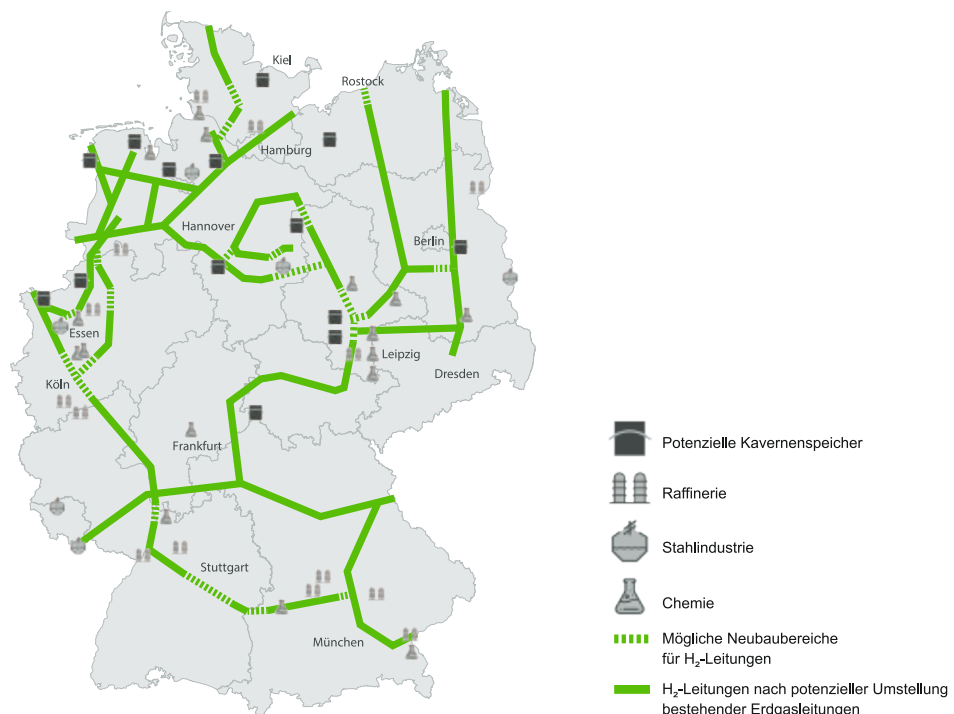 Kiel
Rostock
Hamburg
Hannover
Berlin
Essen
Leipzig
Dresden
Köln
Frankfurt
Stuttgart
München
Potenzielle Kavernenspeicher
Raffinerie
Stahlindustrie
Chemie
Mögliche Neubaubereiche
für H₂-Leitungen
H₂-Leitungen nach potenzieller Umstellung
bestehender Erdgasleitungen